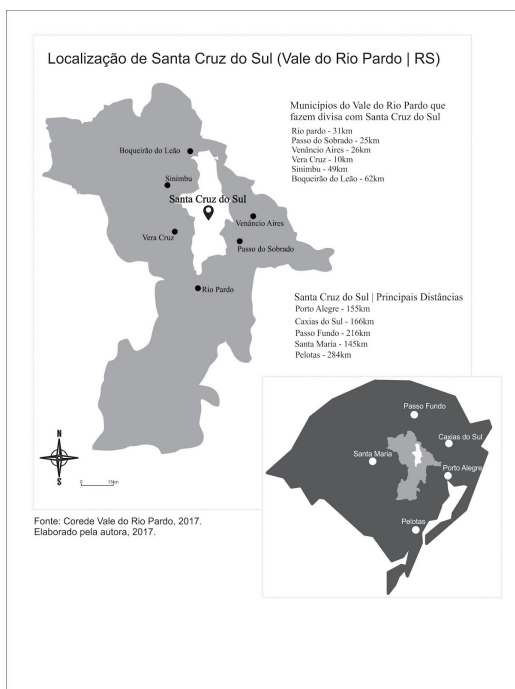 Localização de Santa Cruz do Sul (Vale do Rio Pardo | RS)
Municípios do Vale do Rio Pardo que
fazem divisa com Santa Cruz do Sul
Rio pardo - 31km
Passo do Sobrado - 25km
Venâncio Aires - 26km
Vera Cruz - 10km
Sinimbu - 49km
Boqueirão do Leão - 62km
Boqueirão do Leão
Sinimbu
Santa Cruz do Sul
Venâncio Aires
Vera Cruz
Passo do Sobrado
Rio Pardo
Santa Cruz do Sul | Principais Distâncias
Porto Alegre - 155km
Caxias do Sul - 166km
Passo Fundo - 216km
Santa Maria - 145km
Pelotas - 284km
Passo Fundo
Caxias do Sul
Santa Maria
Porto Alegre
Pelotas
N
S
0 15km
Fonte: Corede Vale do Rio Pardo, 2017.
Elaborado pela autora, 2017.